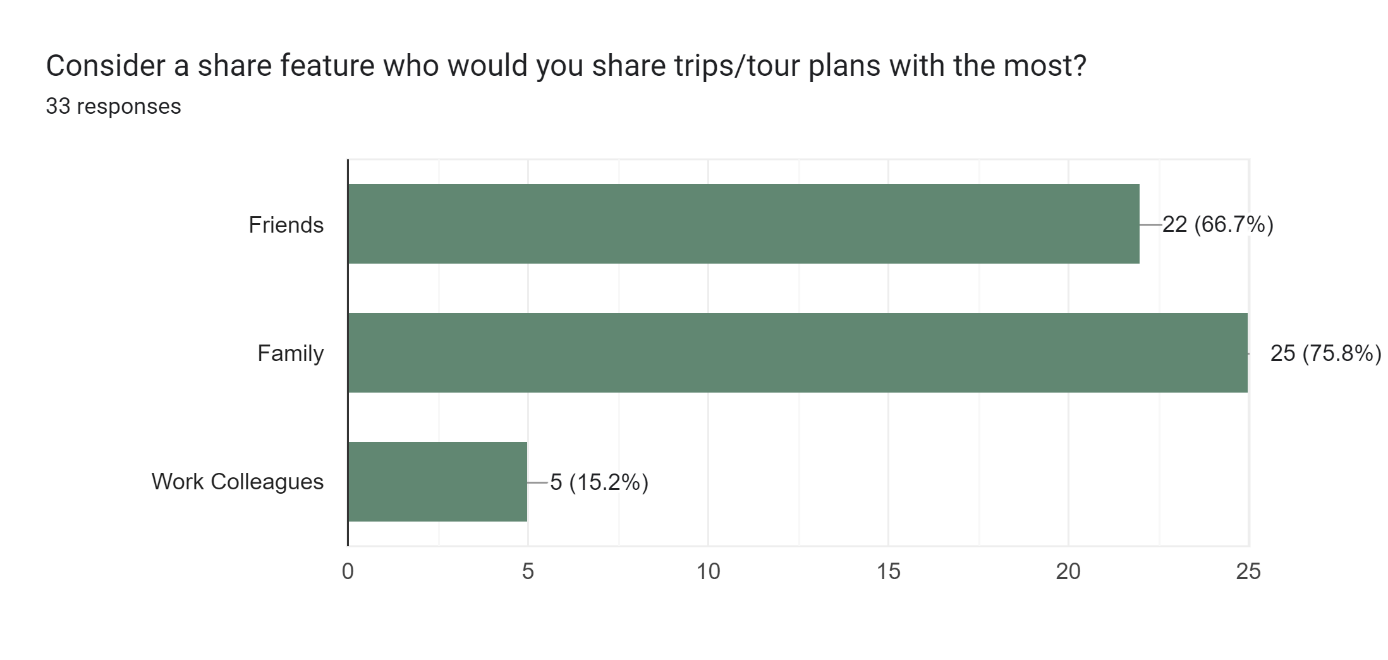 Consider a share feature who would you share trips/tour plans with the most?
33 responses
Friends
22 (66.7%)
Family
25 (75.8%)
Work Colleagues
5 (15.2%)
0
5
10
15
20
25